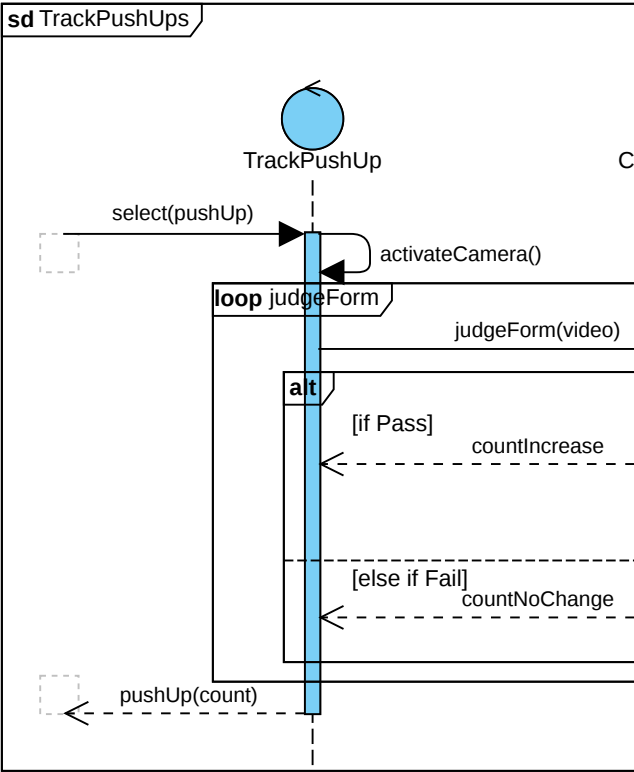 sd TrackPushUps
TrackPushUp
C
select(pushUp)
activateCamera()
loop judgeForm
judgeForm(video)
alt
[if Pass]
countIncrease
[else if Fail]
countNoChange
pushUp(count)